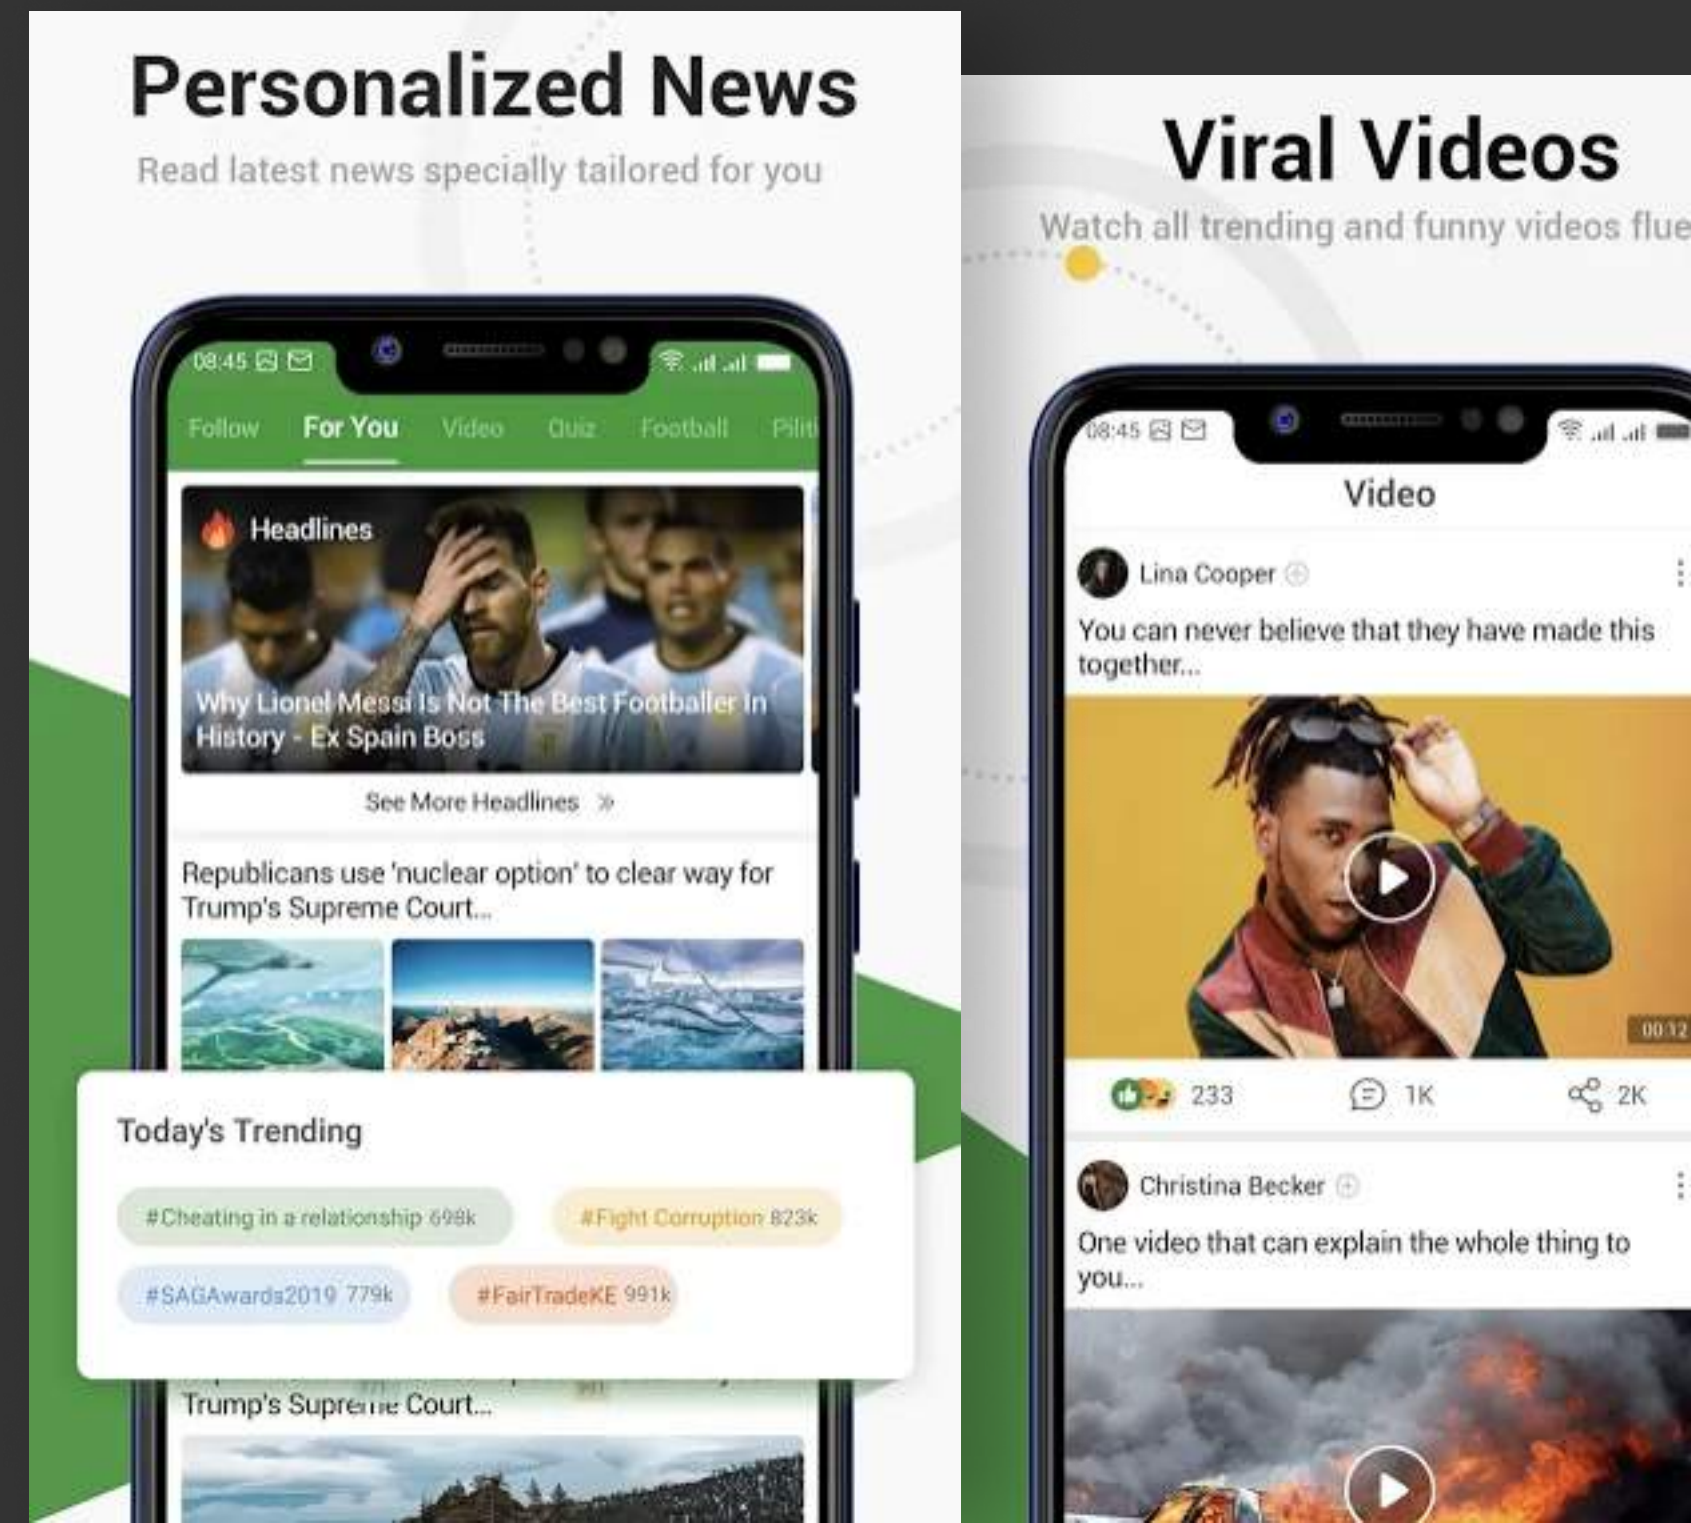 Personalized News
Read latest news specially tailored for you
08:45
Follow For You Video Quiz Football Piliti
Headlines
Why Lionel Messi Is Not The Best Footballer In
History - Ex Spain Boss
See More Headlines »
Republicans use 'nuclear option' to clear way for
Trump's Supreme Court...
Today's Trending
#Cheating in a relationship 698k
#Fight Corruption 823k
#SAGAwards2019 779k
#FairTradeKE 991k
Trump's Supreme Court...
Viral Videos
Watch all trending and funny videos flue
08:45
Video
Lina Cooper
You can never believe that they have made this
together...
00:12
233 1K 2K
Christina Becker
One video that can explain the whole thing to
you...